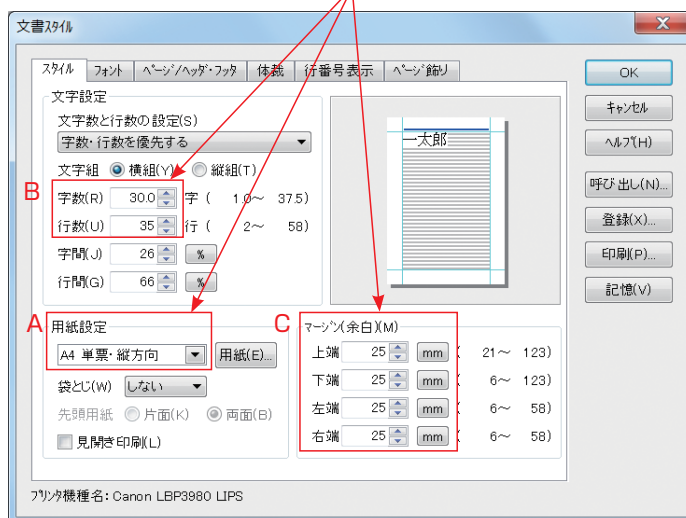 文書スタイル
スタイル フォント ページ/ヘッダ・フッタ 体裁 行番号表示 ページ飾り
文字設定
文字数と行数の設定(S)
字数・行数を優先する
文字組 横組(Y) 縦組(T)
B
字数(R) 30.0 字 ( 1.0～ 37.5)
行数(U) 35 行 ( 2～ 58)
字間(J) 26 %
行間(G) 66 %
一太郎
OK
キャンセル
ヘルプ(H)
呼び出し(N)...
登録(X)...
印刷(P)...
記憶(V)
A
用紙設定
A4 単票・縦方向 用紙(E)...
袋とじ(W) しない
先頭用紙 片面(K) 両面(B)
見開き印刷(L)
C
マージン(余白)(M)
上端 25 mm ( 21～ 123)
下端 25 mm ( 6～ 123)
左端 25 mm ( 6～ 58)
右端 25 mm ( 6～ 58)
プリンタ機種名：Canon LBP3980 LIPS